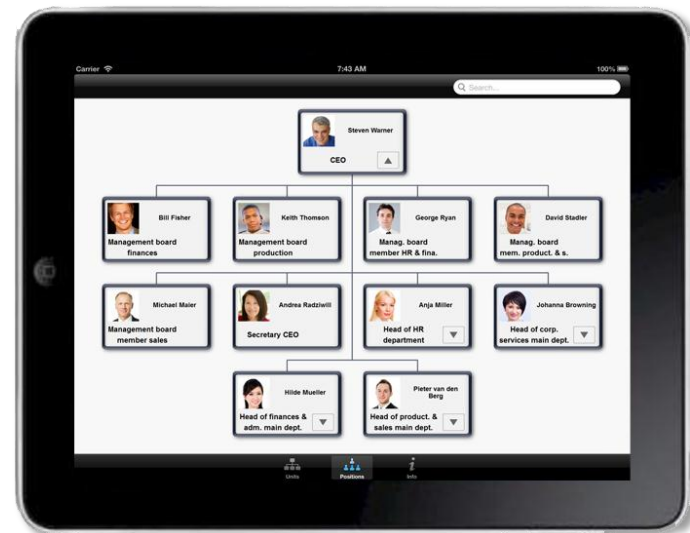 Carrier 7:43 AM 100%
Search...
Steven Warner
CEO
Bill Fisher
Management board
finances
Keith Thomson
Management board
production
George Ryan
Manag. board
member HR & fina.
David Stadler
Manag. board
mem. product. & s.
Michael Maier
Management board
member sales
Andrea Radziwill
Secretary CEO
Anja Miller
Head of HR
department
Johanna Browning
Head of corp.
services main dept.
Hilde Mueller
Head of finances &
adm. main dept.
Pieter van den
Berg
Head of product. &
sales main dept.
Units Positions Info